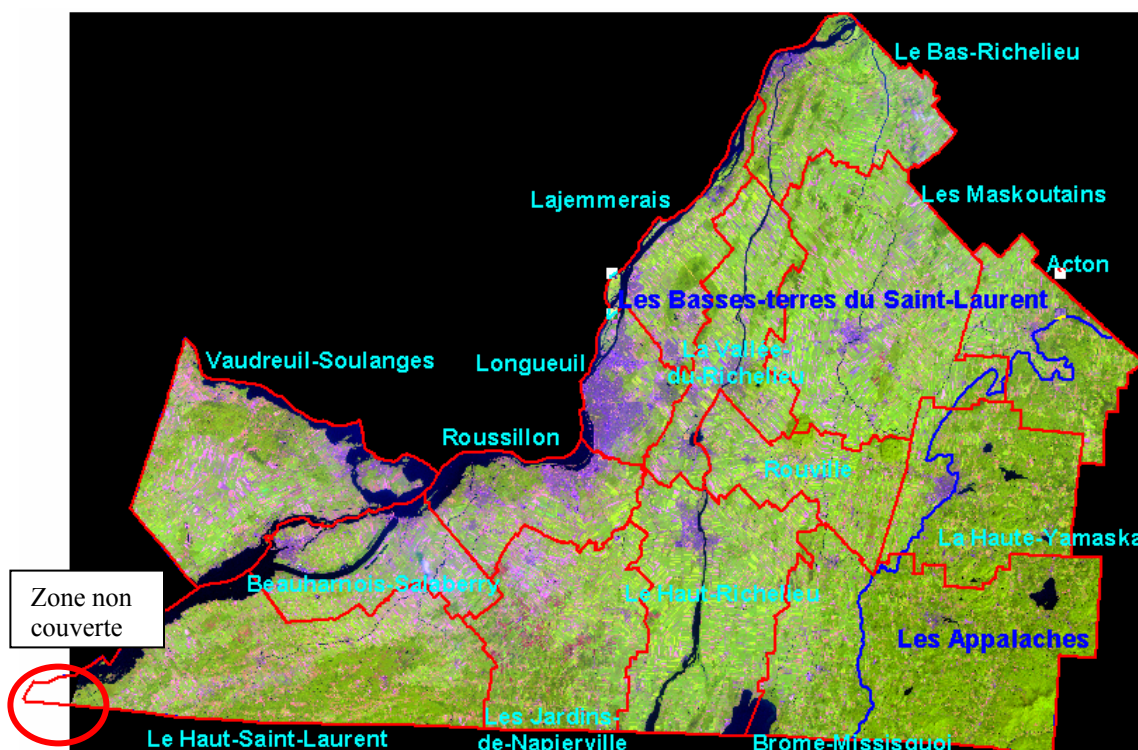 Le Bas-Richelieu
Lajemmerais
Les Maskoutains
Acton
Les Basses-terres du Saint-Laurent
Vaudreuil-Soulanges
Longueuil
La Vallée-
du-Richelieu
Roussillon
Rouville
La Haute-Yamaska
Beauharnois-Salaberry
Le Haut-Richelieu
Zone non
couverte
Les Appalaches
Le Haut-Saint-Laurent
Les Jardins-
de-Napierville
Brome-Missisquoi